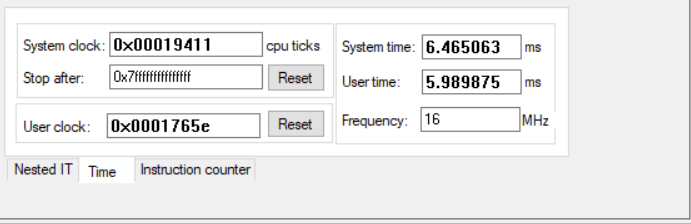 System clock: 0x00019411 cpu ticks
Stop after: 0x7fffffffffffffff Reset
User clock: 0x0001765e Reset
System time: 6.465063 ms
User time: 5.989875 ms
Frequency: 16 MHz
Nested IT Time Instruction counter